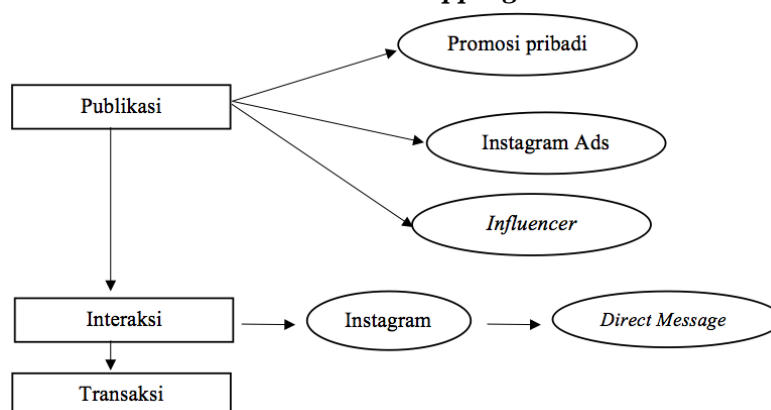 Promosi pribadi
Publikasi
Instagram Ads
Influencer
Interaksi
Instagram
Direct Message
Transaksi